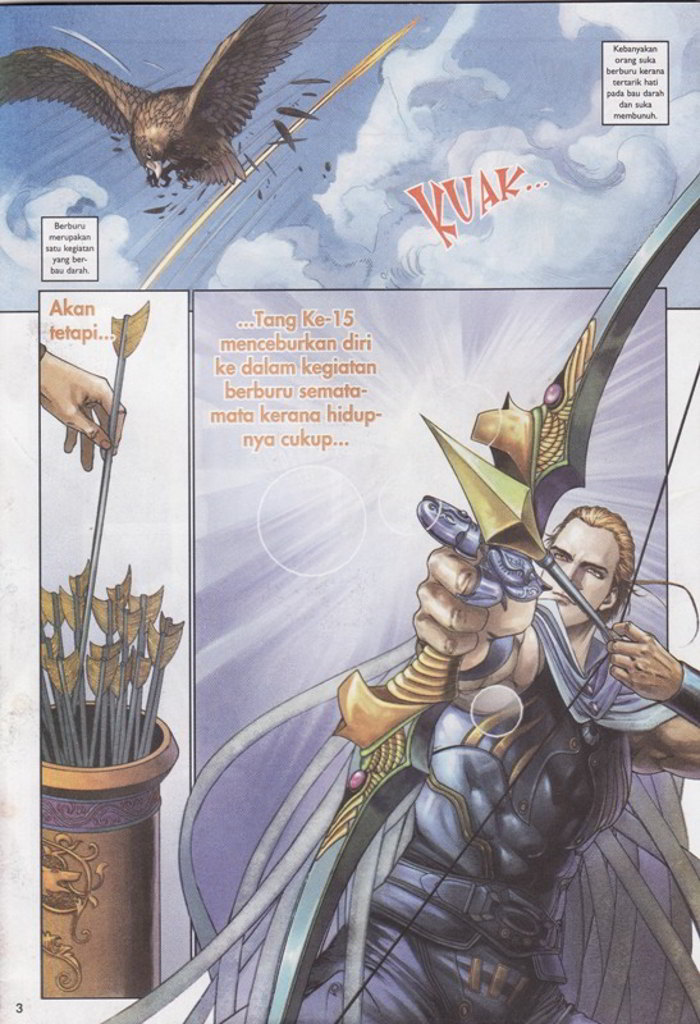 Kebanyakan
orang suka
berburu kerana
tertarik hati
pada bau darah
dan suka
membunuh.
KUAK...
Berburu
merupakan
satu kegiatan
yang ber-
bau darah.
Akan
tetapi...
...Tang Ke-15
menceburkan diri
ke dalam kegiatan
berburu semata-
mata kerana hidup-
nya cukup...
3